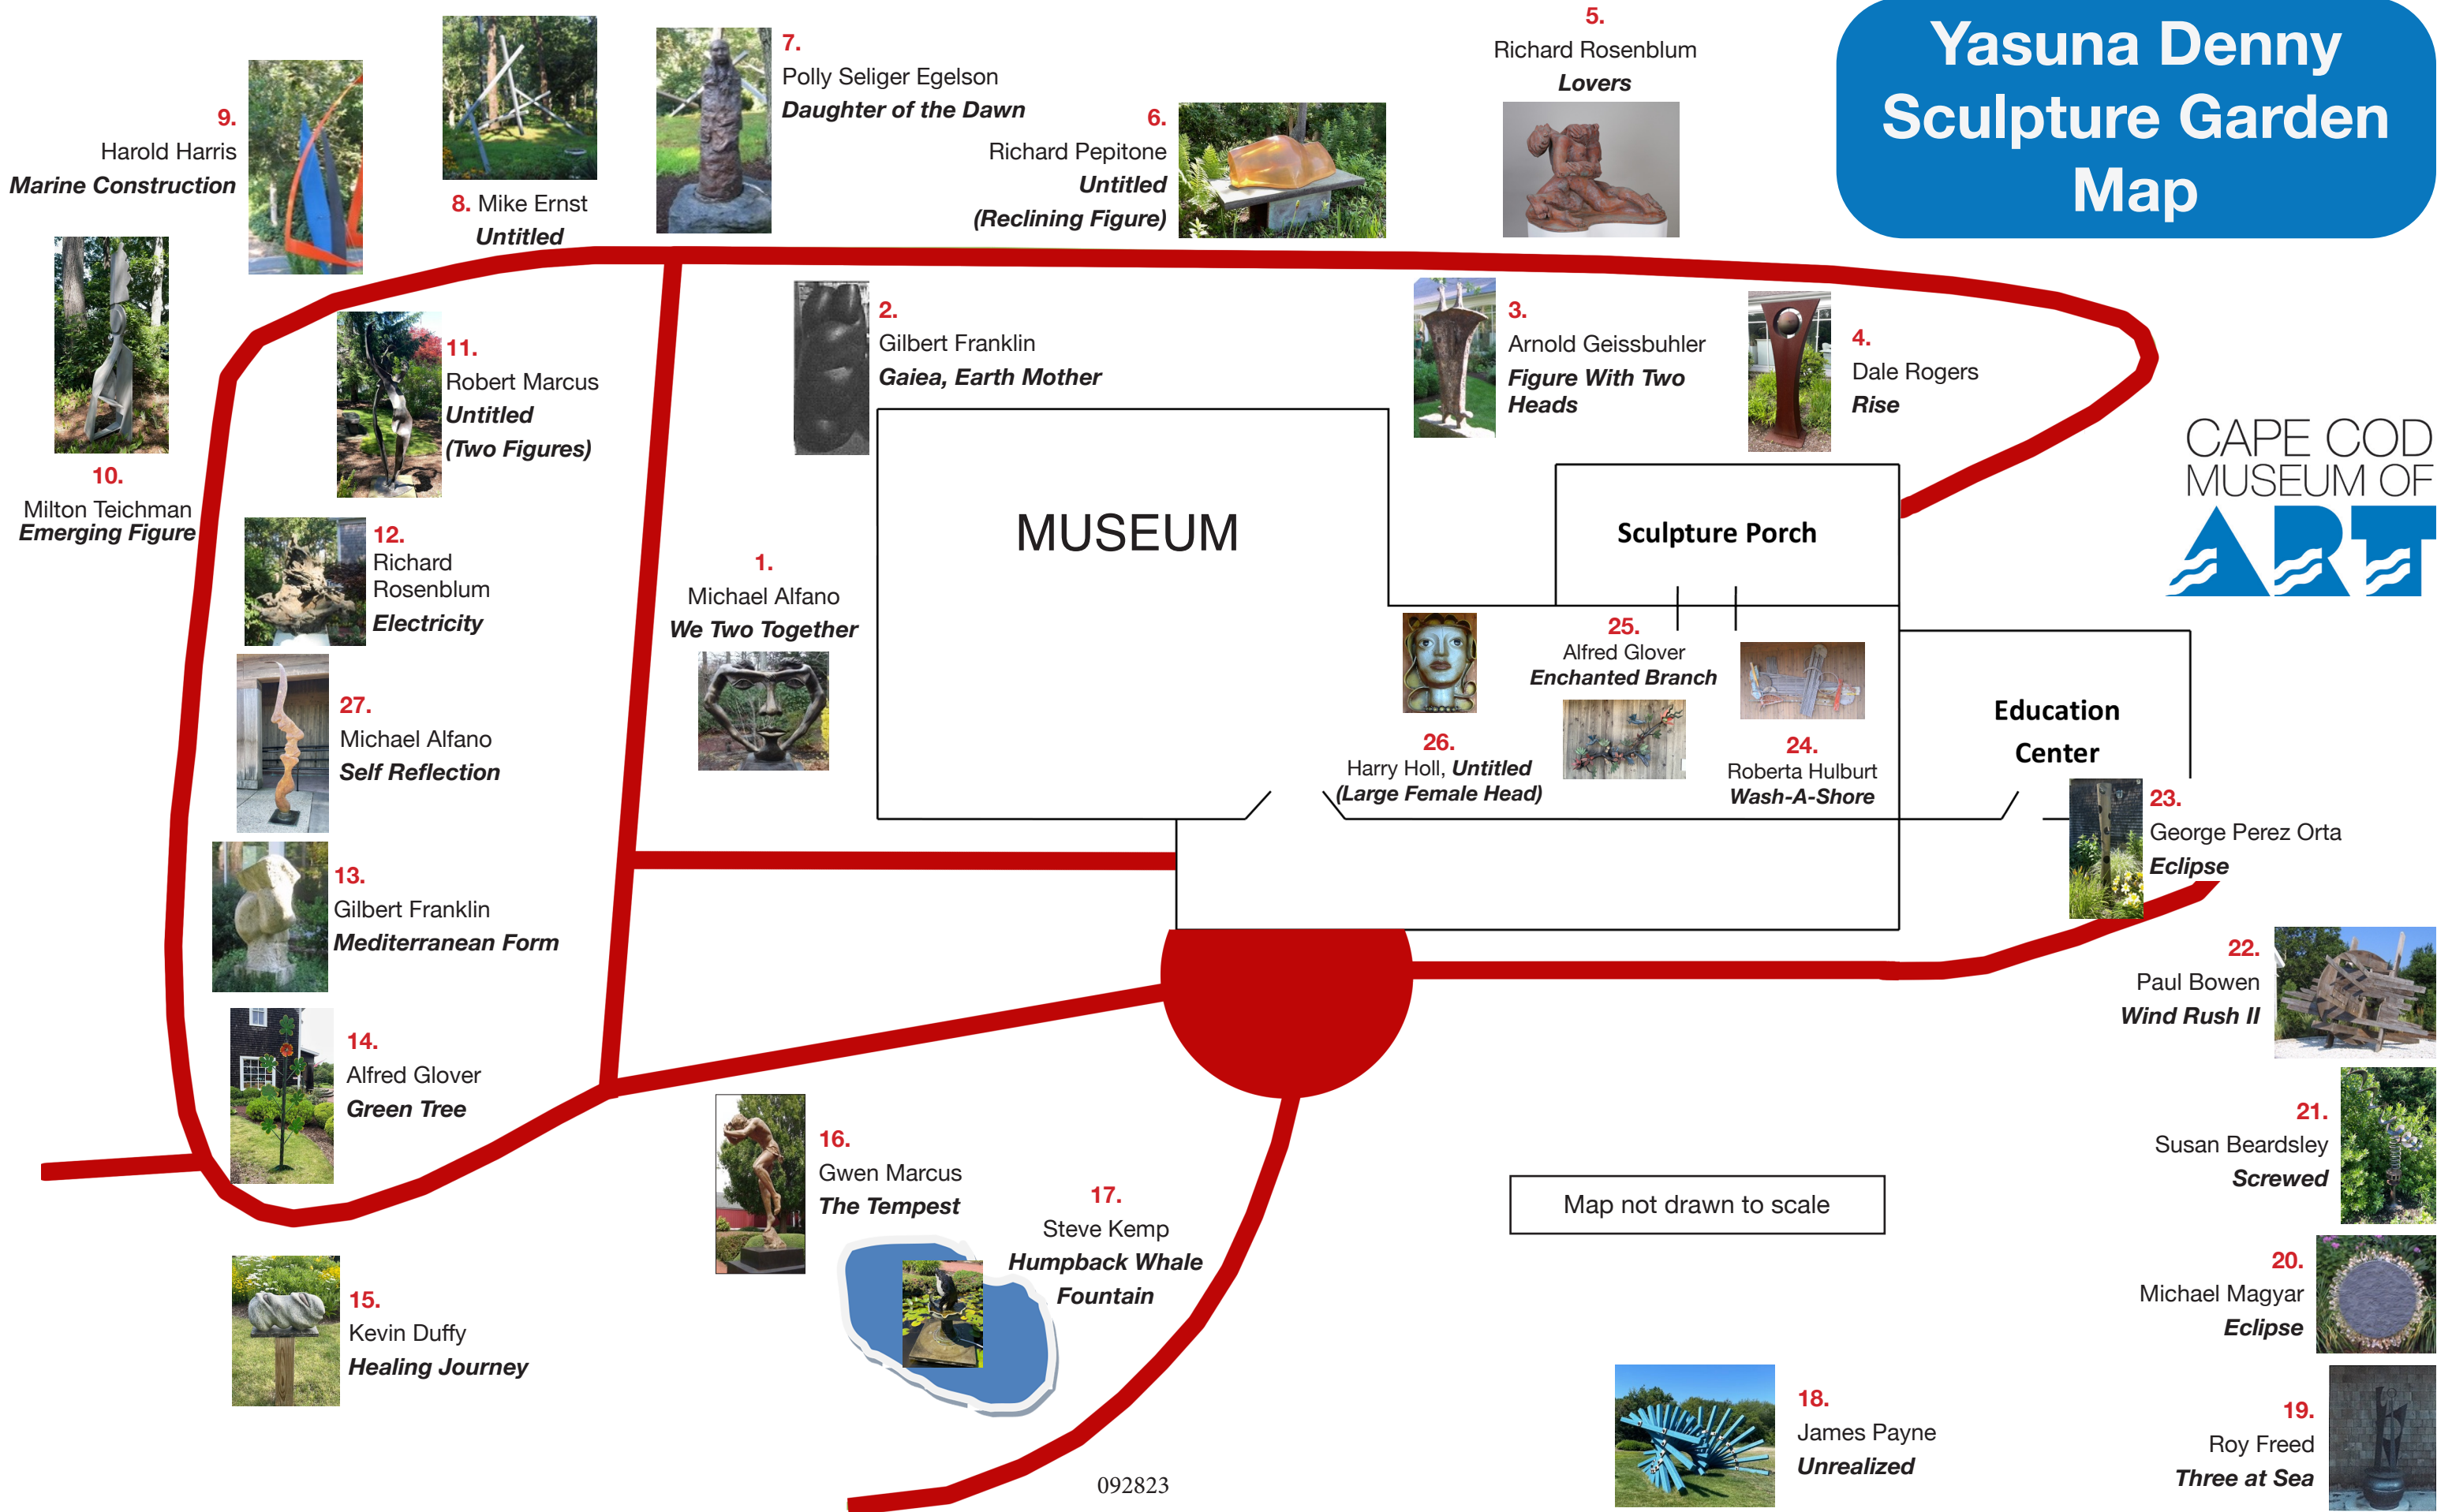 Yasuna Denny
Sculpture Garden
Map
5.
Richard Rosenblum
Lovers
7.
Polly Seliger Egelson
Daughter of the Dawn
6.
Richard Pepitone
Untitled
(Reclining Figure)
9.
Harold Harris
Marine Construction
8. Mike Ernst
Untitled
2.
Gilbert Franklin
Gaiea, Earth Mother
3.
Arnold Geissbuhler
Figure With Two
Heads
4.
Dale Rogers
Rise
11.
Robert Marcus
Untitled
(Two Figures)
10.
Milton Teichman
Emerging Figure
CAPE COD
MUSEUM OF
ART
MUSEUM
Sculpture Porch
12.
Richard
Rosenblum
Electricity
1.
Michael Alfano
We Two Together
25.
Alfred Glover
Enchanted Branch
27.
Michael Alfano
Self Reflection
26.
Harry Holl, Untitled
(Large Female Head)
24.
Roberta Hulburt
Wash-A-Shore
Education
Center
23.
George Perez Orta
Eclipse
13.
Gilbert Franklin
Mediterranean Form
22.
Paul Bowen
Wind Rush II
14.
Alfred Glover
Green Tree
16.
Gwen Marcus
The Tempest
17.
Steve Kemp
Humpback Whale
Fountain
Map not drawn to scale
21.
Susan Beardsley
Screwed
20.
Michael Magyar
Eclipse
15.
Kevin Duffy
Healing Journey
18.
James Payne
Unrealized
19.
Roy Freed
Three at Sea
092823